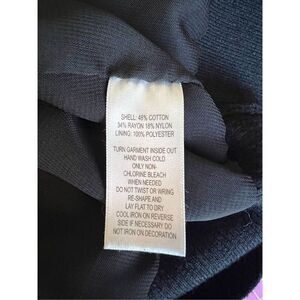 SHELL: 48% COTTON
34% RAYON 18% NYLON
LINING: 100% POLYESTER
TURN GARMENT INSIDE OUT
HAND WASH COLD
ONLY NON-
CHLORINE BLEACH
WHEN NEEDED
DO NOT TWIST OR WRING
RE-SHAPE AND
LAY FLAT TO DRY
COOL IRON ON REVERSE
SIDE IF NECESSARY DO
NOT IRON ON DECORATION